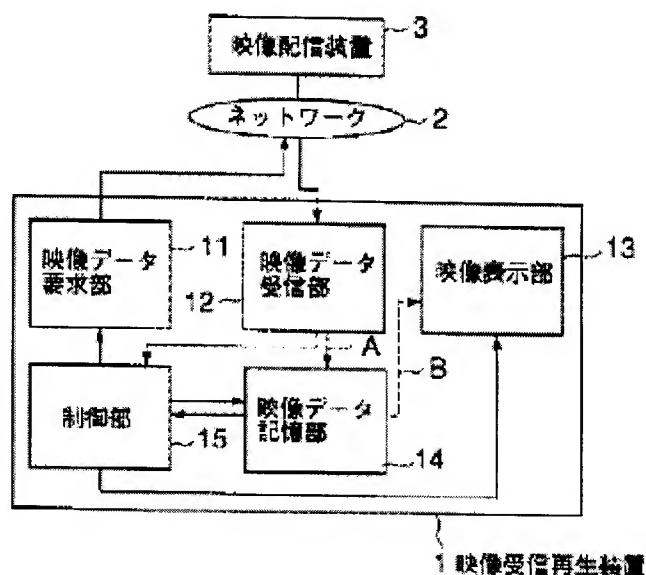 3
映像配信装置
ネットワーク
2
映像データ
要求部
11
映像データ
受信部
12
映像表示部
13
A
B
制御部
15
映像データ
記憶部
14
1 映像受信再生装置